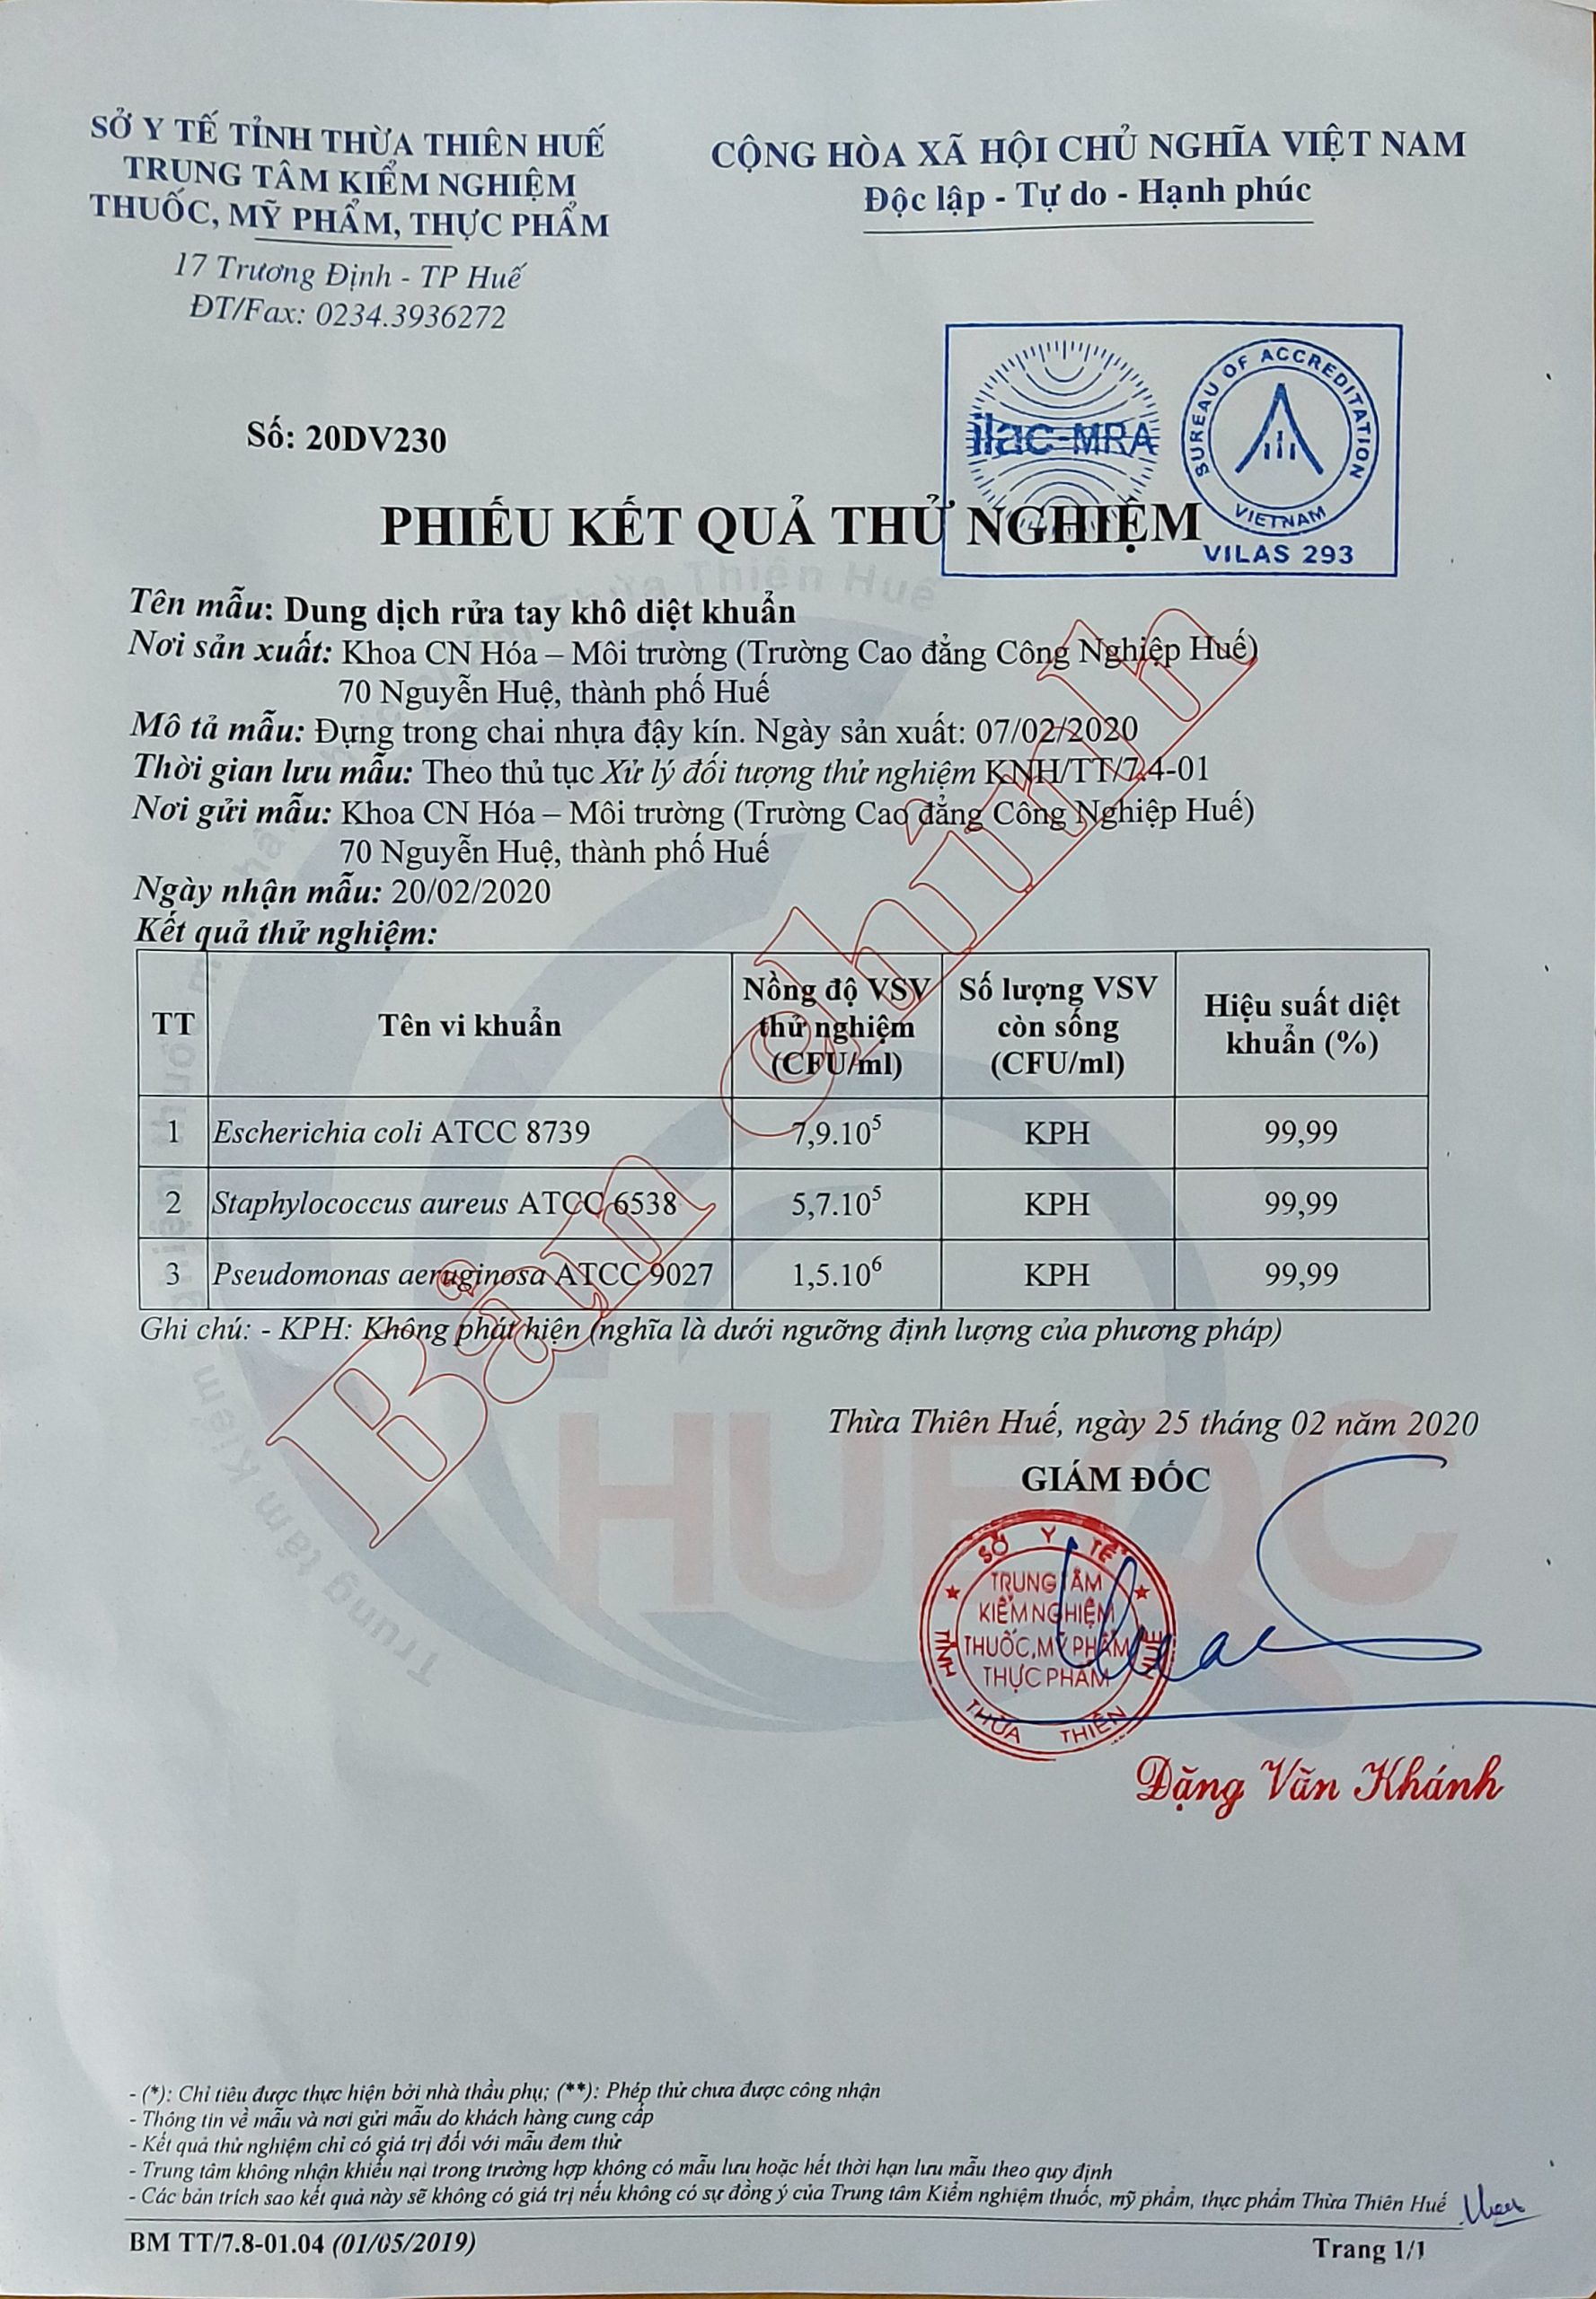 SỞ Y TẾ TỈNH THỪA THIÊN HUẾ
TRUNG TÂM KIỂM NGHIỆM
THUỐC, MỸ PHẨM, THỰC PHẨM
17 Trương Định - TP Huế
ĐT/Fax: 0234.3936272
CỘNG HÒA XÃ HỘI CHỦ NGHĨA VIỆT NAM
Độc lập - Tự do - Hạnh phúc
ilac-MRA
BUREAU OF ACCREDITATION
VIETNAM
VILAS 293
Số: 20DV230
PHIẾU KẾT QUẢ THỬ NGHIỆM
Tên mẫu: Dung dịch rửa tay khô diệt khuẩn
Nơi sản xuất: Khoa CN Hóa – Môi trường (Trường Cao đẳng Công Nghiệp Huế)
70 Nguyễn Huệ, thành phố Huế
Mô tả mẫu: Đựng trong chai nhựa đậy kín. Ngày sản xuất: 07/02/2020
Thời gian lưu mẫu: Theo thủ tục Xử lý đối tượng thử nghiệm KNH/TT/7.4-01
Nơi gửi mẫu: Khoa CN Hóa – Môi trường (Trường Cao đẳng Công Nghiệp Huế)
70 Nguyễn Huệ, thành phố Huế
Ngày nhận mẫu: 20/02/2020
Kết quả thử nghiệm:
TT Tên vi khuẩn Nồng độ VSV thử nghiệm (CFU/ml) Số lượng VSV còn sống (CFU/ml) Hiệu suất diệt khuẩn (%)
1 Escherichia coli ATCC 8739 7,9.10⁵ KPH 99,99
2 Staphylococcus aureus ATCC 6538 5,7.10⁵ KPH 99,99
3 Pseudomonas aeruginosa ATCC 9027 1,5.10⁶ KPH 99,99
Ghi chú: - KPH: Không phát hiện (nghĩa là dưới ngưỡng định lượng của phương pháp)
Bản chính
HUEQC
Thừa Thiên Huế, ngày 25 tháng 02 năm 2020
GIÁM ĐỐC
SỞ Y TẾ
TRUNG TÂM
KIỂM NGHIỆM
THUỐC, MỸ PHẨM
THỰC PHẨM
TỈNH THỪA THIÊN HUẾ
Đặng Văn Khánh
- (*): Chỉ tiêu được thực hiện bởi nhà thầu phụ; (**): Phép thử chưa được công nhận
- Thông tin về mẫu và nơi gửi mẫu do khách hàng cung cấp
- Kết quả thử nghiệm chỉ có giá trị đối với mẫu đem thử
- Trung tâm không nhận khiếu nại trong trường hợp không có mẫu lưu hoặc hết thời hạn lưu mẫu theo quy định
- Các bản trích sao kết quả này sẽ không có giá trị nếu không có sự đồng ý của Trung tâm Kiểm nghiệm thuốc, mỹ phẩm, thực phẩm Thừa Thiên Huế
BM TT/7.8-01.04 (01/05/2019)
Trang 1/1